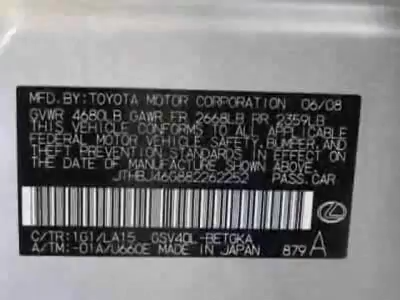 MFD. BY: TOYOTA MOTOR CORPORATION 06/08
GVWR 4680LB GAWR FR 2668LB RR 2359LB
THIS VEHICLE CONFORMS TO ALL APPLICABLE
FEDERAL MOTOR VEHICLE SAFETY, BUMPER, AND
THEFT PREVENTION STANDARDS IN EFFECT ON
THE DATE OF MANUFACTURE SHOWN ABOVE.
JTHBJ46G882262252 PASS. CAR
C/TR: 1G1/LA15 GSV40L-BETGKA
A/TM: -01A/U660E MADE IN JAPAN 879 A